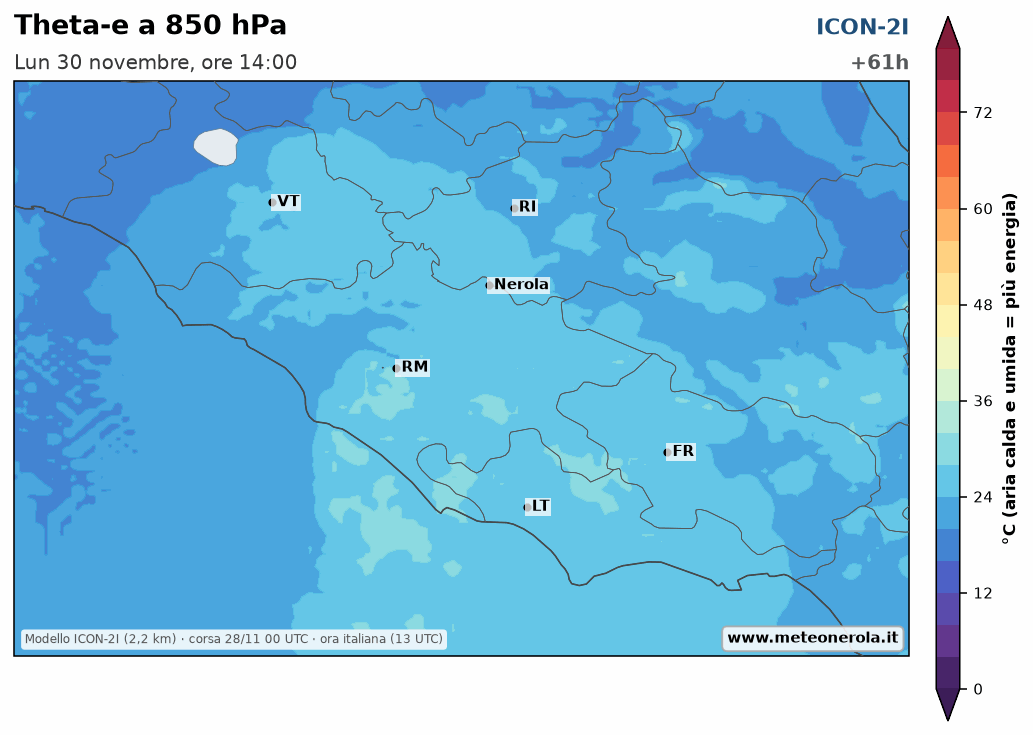 Theta-e a 850 hPa
ICON-2I
Lun 30 novembre, ore 14:00
+61h
VT
RI
Nerola
RM
FR
LT
72
60
48
36
24
12
0
°C (aria calda e umida = più energia)
Modello ICON-2I (2,2 km) · corsa 28/11 00 UTC · ora italiana (13 UTC)
www.meteonerola.it